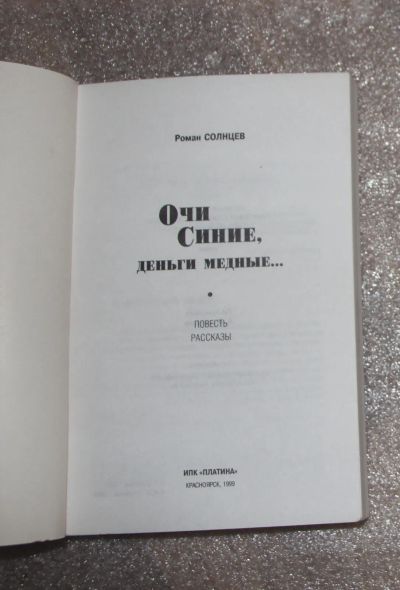 Роман СОЛНЦЕВ
Очи
Синие,
деньги медные...
•
ПОВЕСТЬ
РАССКАЗЫ
ИПК «ПЛАТИНА»
КРАСНОЯРСК, 1999